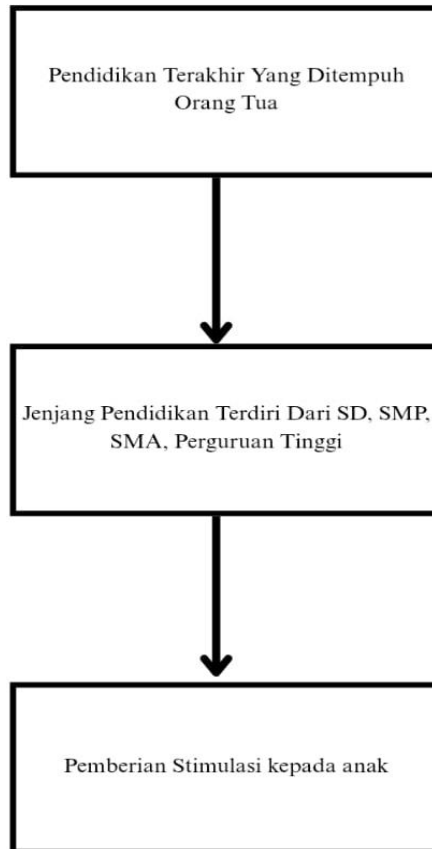 Pendidikan Terakhir Yang Ditempuh
Orang Tua
Jenjang Pendidikan Terdiri Dari SD, SMP,
SMA, Perguruan Tinggi
Pemberian Stimulasi kepada anak